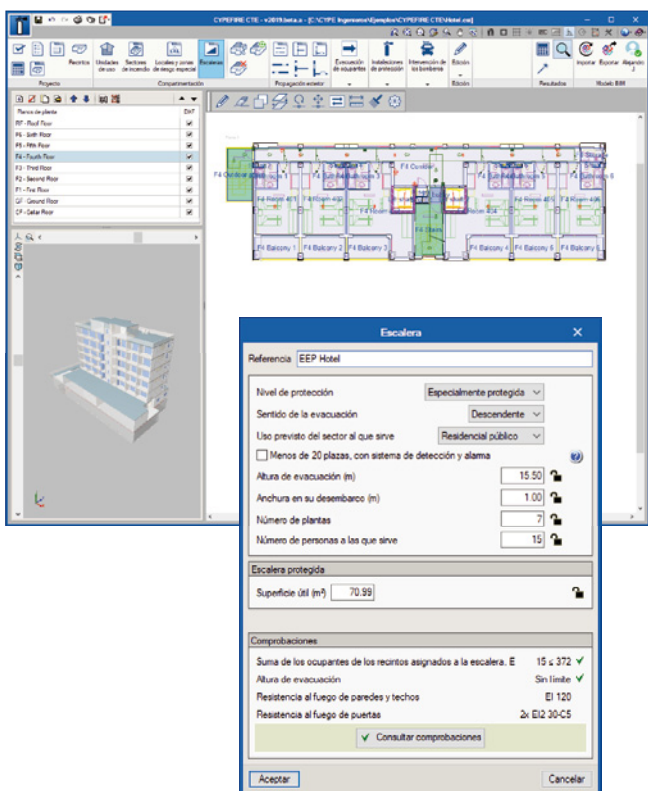 CYPEFIRE CTE - v2019.beta.a - [C:\CYPE Ingenieros\Ejemplos\CYPEFIRE CTE\Hotel.cte]
Recintos
Unidades de uso
Sectores de incendio
Locales y zonas de riesgo especial
Escaleras
Evacuación de ocupantes
Instalaciones de protección
Intervención de los bomberos
Edición
Importar
Exportar
Proyecto
Compartimentación
Propagación exterior
Edición
Resultados
Modelo BIM
Planos de planta
RF - Roof Floor
F6 - Sixth Floor
F5 - Fifth Floor
F4 - Fourth Floor
F3 - Third Floor
F2 - Second Floor
F1 - First Floor
GF - Ground Floor
CF - Cellar Floor
F4 Corridor
F4 Stairs
F4 Balcony 1
F4 Balcony 2
F4 Balcony 3
F4 Balcony 4
F4 Balcony 5
Escalera
Referencia EEP Hotel
Nivel de protección Especialmente protegida
Sentido de la evacuación Descendente
Uso previsto del sector al que sirve Residencial público
Menos de 20 plazas, con sistema de detección y alarma
Altura de evacuación (m) 15.50
Anchura en su desembarco (m) 1.00
Número de plantas 7
Número de personas a las que sirve 15
Escalera protegida
Superficie útil (m²) 70.99
Comprobaciones
Suma de los ocupantes de los recintos asignados a la escalera. E 15 ≤ 372
Altura de evacuación Sin límite
Resistencia al fuego de paredes y techos EI 120
Resistencia al fuego de puertas 2x EI2 30-C5
Consultar comprobaciones
Aceptar
Cancelar